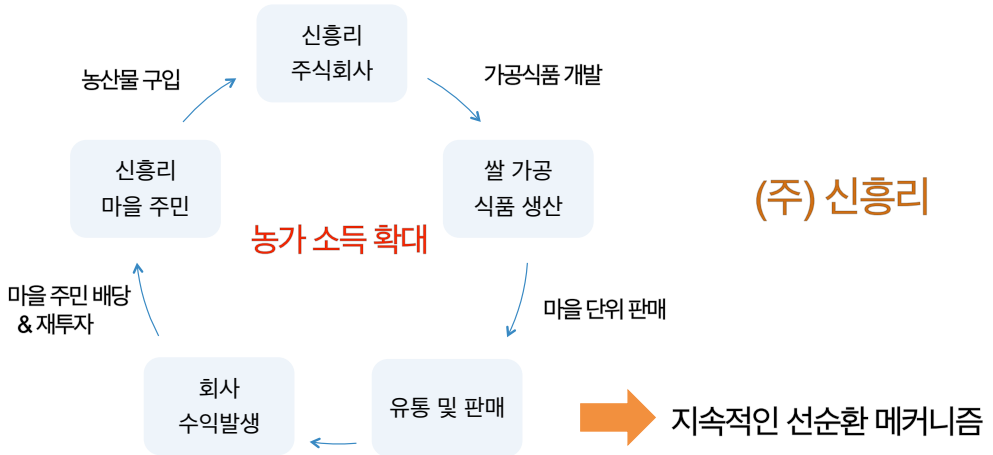 신흥리
주식회사
농산물 구입
가공식품 개발
신흥리
마을 주민
쌀 가공
식품 생산
(주) 신흥리
농가 소득 확대
마을 주민 배당
& 재투자
마을 단위 판매
회사
수익발생
유통 및 판매
지속적인 선순환 메커니즘